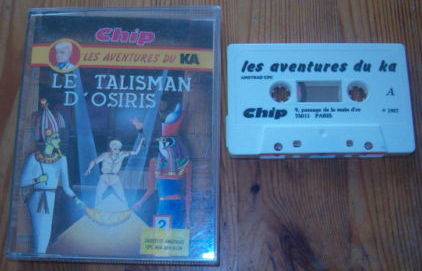 Chip
LES AVENTURES DU KA
LE TALISMAN
D'OSIRIS
2
les aventures du ka
AMSTRAD CPC
A
Chip
9, passage de la main d'or
75011 PARIS
© 1987